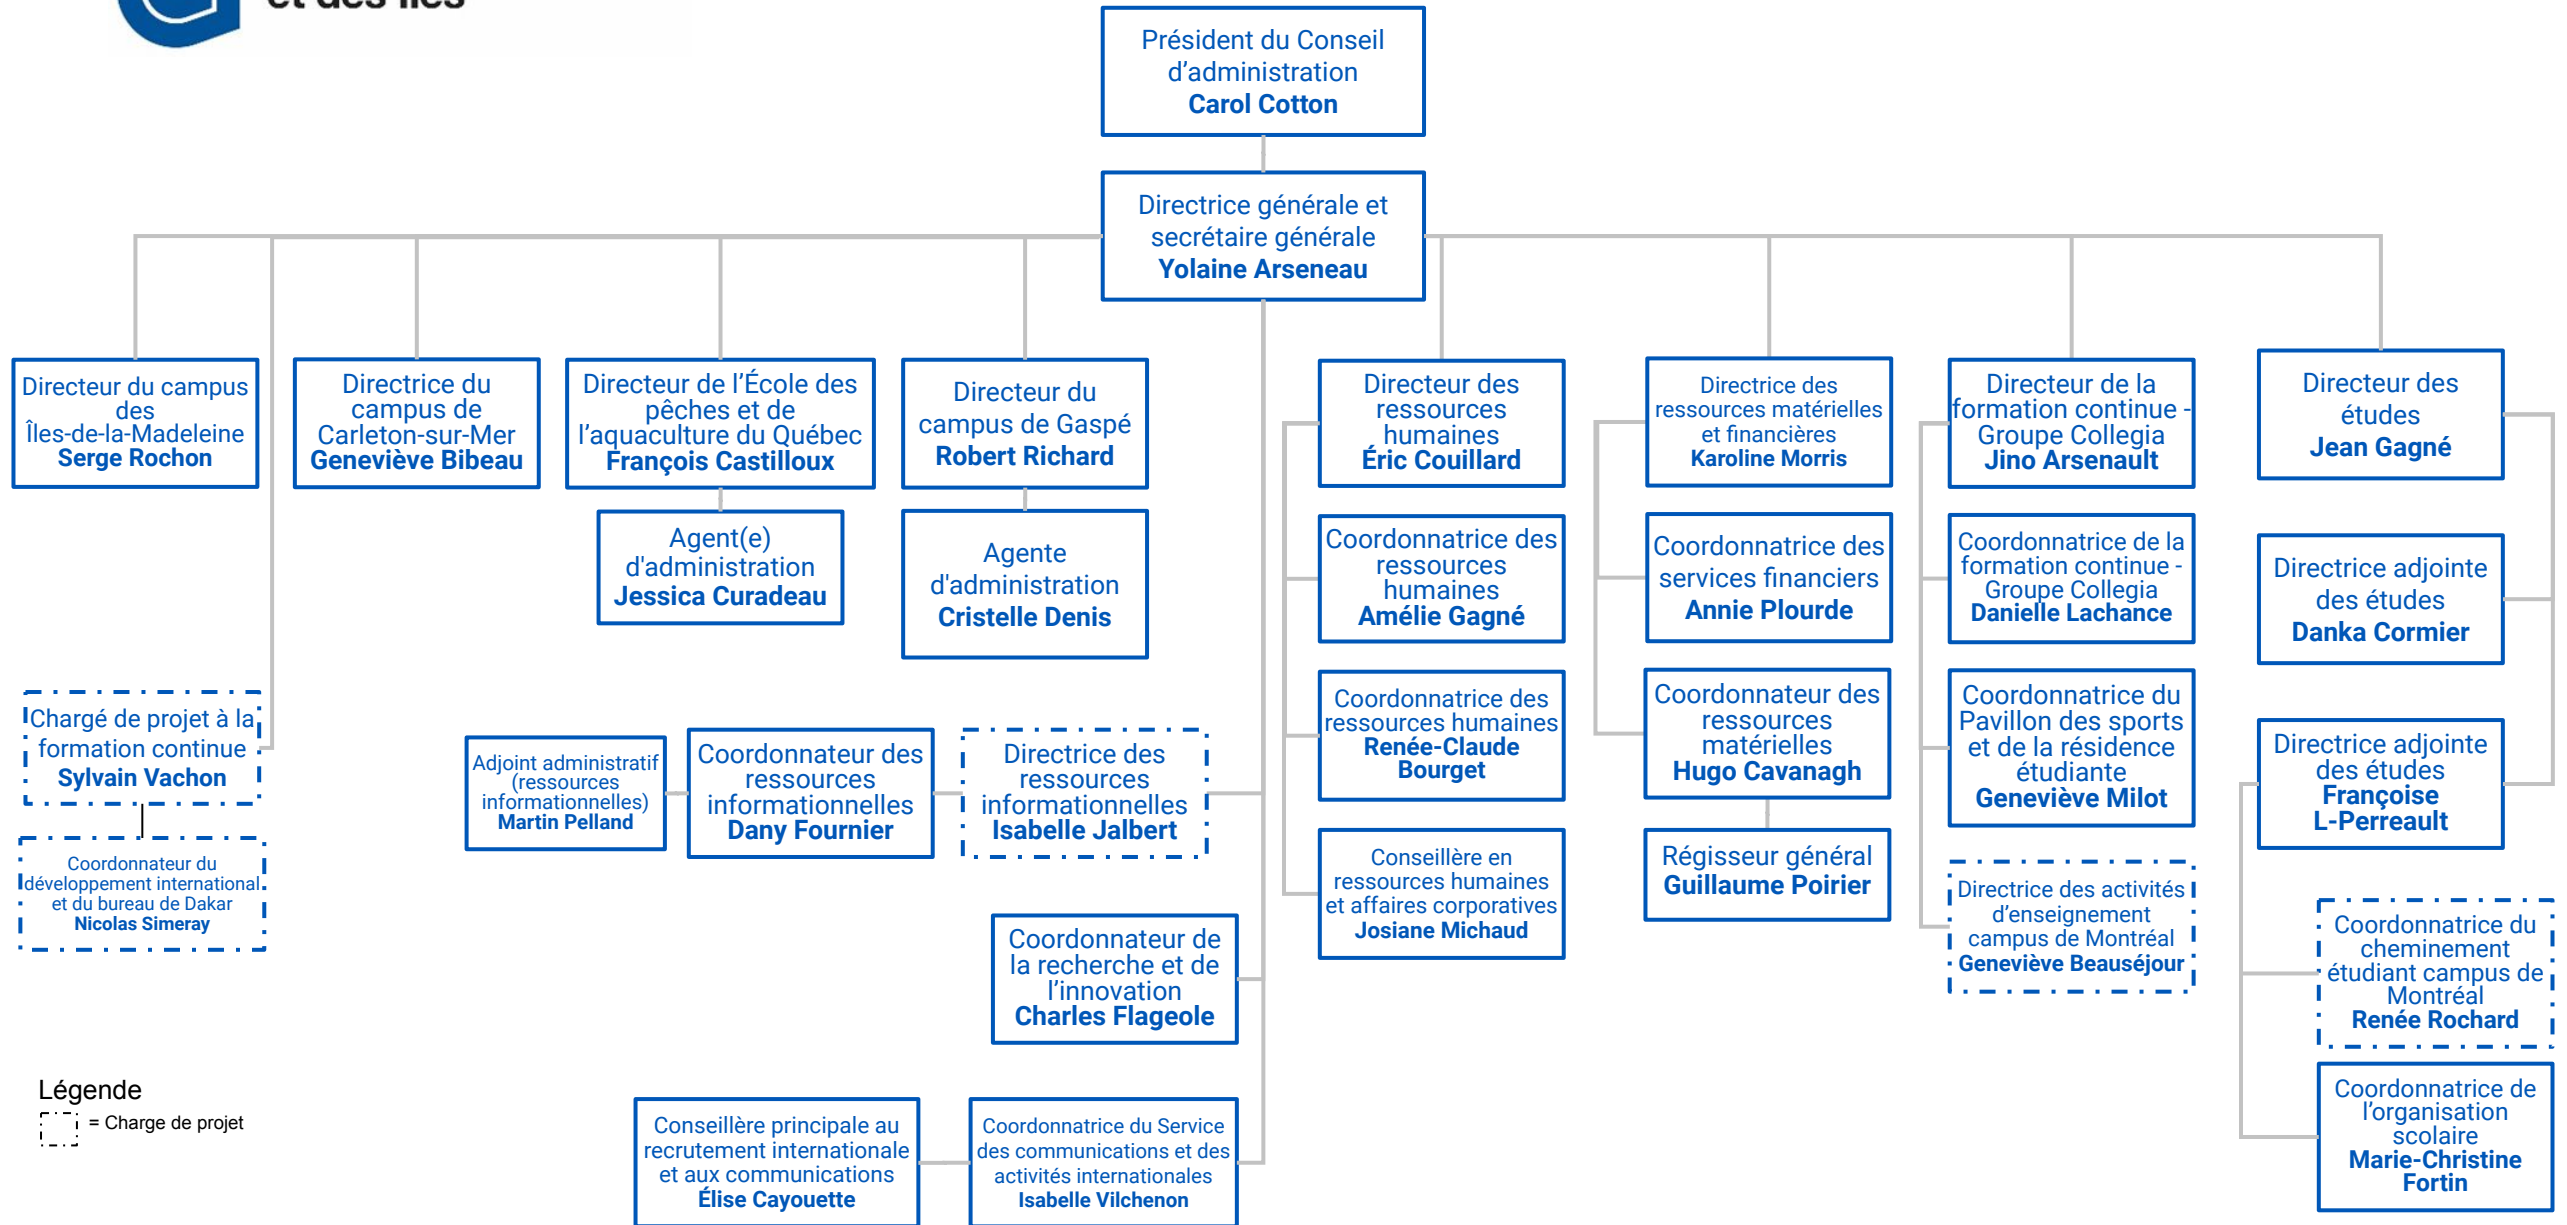 et des Îles
Président du Conseil
d'administration
Carol Cotton
Directrice générale et
secrétaire générale
Yolaine Arseneau
Directeur du campus
des
Îles-de-la-Madeleine
Serge Rochon
Directrice du
campus de
Carleton-sur-Mer
Geneviève Bibeau
Directeur de l'École des
pêches et de
l'aquaculture du Québec
François Castilloux
Directeur du
campus de Gaspé
Robert Richard
Directeur des
ressources
humaines
Éric Couillard
Directrice des
ressources matérielles
et financières
Karoline Morris
Directeur de la
formation continue -
Groupe Collegia
Jino Arsenault
Directeur des
études
Jean Gagné
Agent(e)
d'administration
Jessica Curadeau
Agente
d'administration
Cristelle Denis
Coordonnatrice des
ressources
humaines
Amélie Gagné
Coordonnatrice des
services financiers
Annie Plourde
Coordonnatrice de la
formation continue -
Groupe Collegia
Danielle Lachance
Directrice adjointe
des études
Danka Cormier
Chargé de projet à la
formation continue
Sylvain Vachon
Adjoint administratif
(ressources
informationnelles)
Martin Pelland
Coordonnateur des
ressources
informationnelles
Dany Fournier
Directrice des
ressources
informationnelles
Isabelle Jalbert
Coordonnatrice des
ressources humaines
Renée-Claude
Bourget
Coordonnateur des
ressources
matérielles
Hugo Cavanagh
Coordonnatrice du
Pavillon des sports
et de la résidence
étudiante
Geneviève Milot
Directrice adjointe
des études
Françoise
L-Perreault
Coordonnateur du
développement international
et du bureau de Dakar
Nicolas Simeray
Conseillère en
ressources humaines
et affaires corporatives
Josiane Michaud
Régisseur général
Guillaume Poirier
Directrice des activités
d'enseignement
campus de Montréal
Geneviève Beauséjour
Coordonnateur de
la recherche et de
l'innovation
Charles Flageole
Coordonnatrice du
cheminement
étudiant campus de
Montréal
Renée Rochard
Légende
= Charge de projet
Conseillère principale au
recrutement internationale
et aux communications
Élise Cayouette
Coordonnatrice du Service
des communications et des
activités internationales
Isabelle Vilchenon
Coordonnatrice de
l'organisation
scolaire
Marie-Christine
Fortin